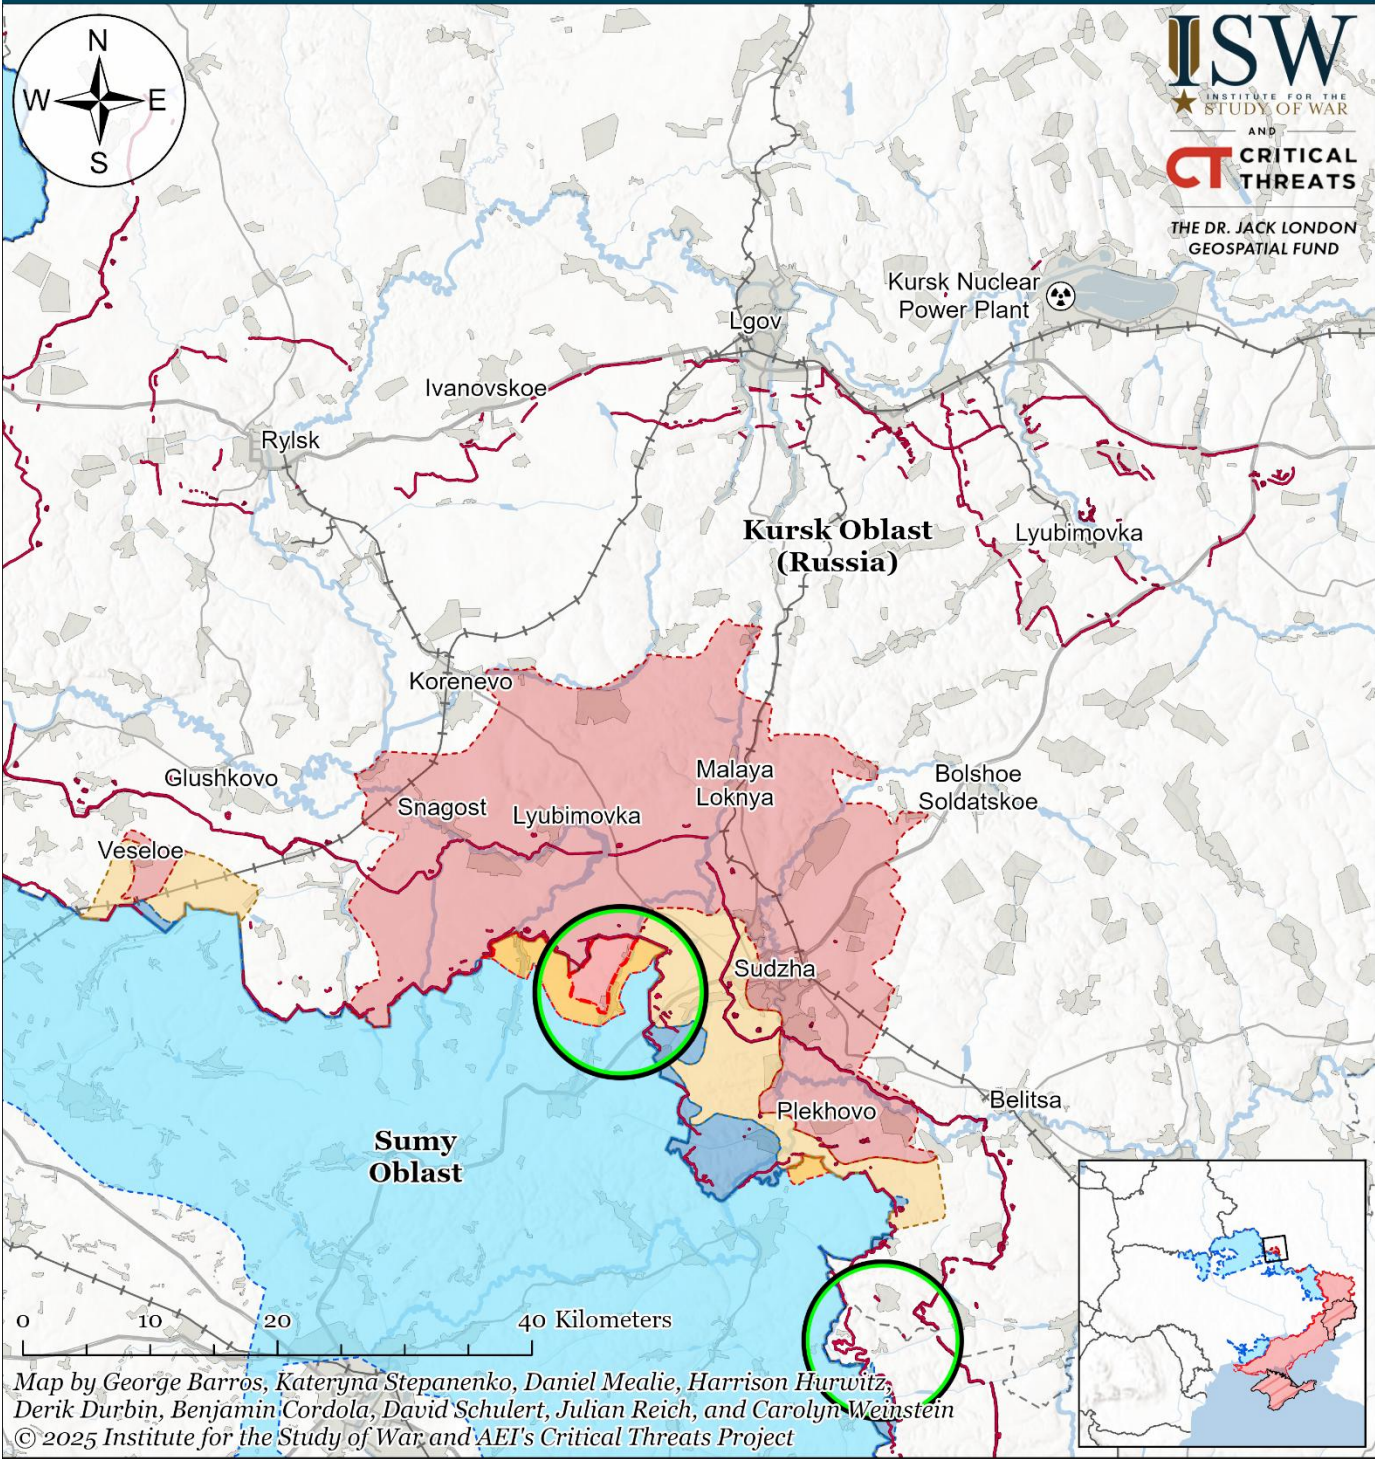 N
W
E
S
ISW
INSTITUTE FOR THE
STUDY OF WAR
AND
CT CRITICAL
THREATS
THE DR. JACK LONDON
GEOSPATIAL FUND
Kursk Nuclear
Power Plant
Lgov
Ivanovskoe
Rylsk
Kursk Oblast
(Russia)
Lyubimovka
Korenevo
Glushkovo
Snagost
Lyubimovka
Malaya
Loknya
Bolshoe
Soldatskoe
Veseloe
Sudzha
Belitsa
Plekhovo
Sumy
Oblast
0 10 20 40 Kilometers
Map by George Barros, Kateryna Stepanenko, Daniel Mealie, Harrison Hurwitz,
Derik Durbin, Benjamin Cordola, David Schulert, Julian Reich, and Carolyn Weinstein
© 2025 Institute for the Study of War and AEI's Critical Threats Project